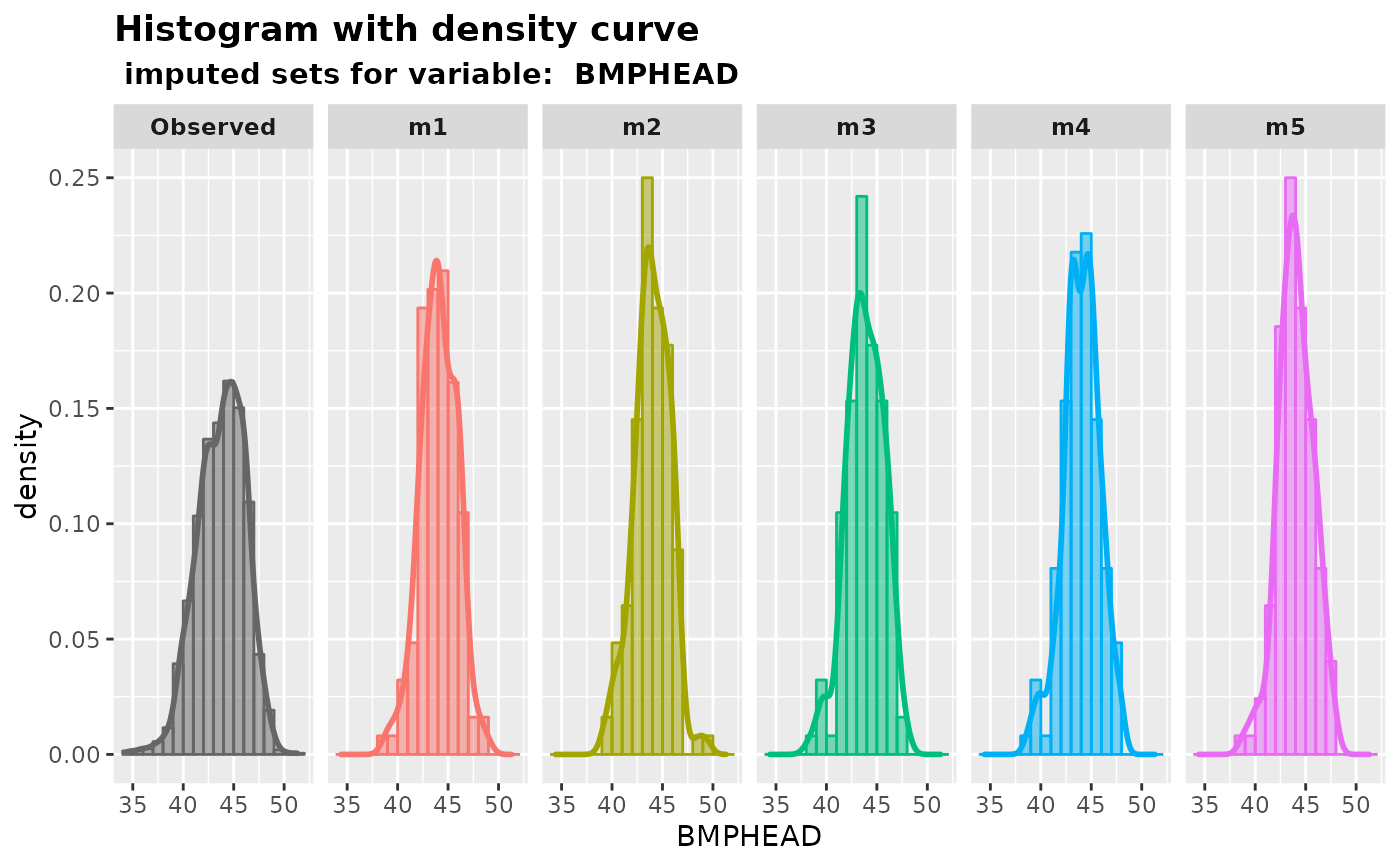 Histogram with density curve
imputed sets for variable:  BMPHEAD
Observed m1 m2 m3 m4 m5
0.25
0.20
0.15
0.10
0.05
0.00
density
35 40 45 50 35 40 45 50 35 40 45 50 35 40 45 50 35 40 45 50 35 40 45 50
BMPHEAD